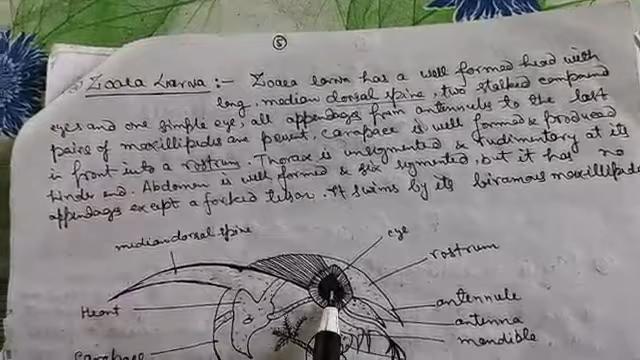 5
Zoaea Larva :- Zoaea larva has a well formed head with
long, median dorsal spine, two stalked compound
eyes and one simple eye, all appendages from antennules to the last
pairs of maxillipides are present, carapace is well formed & produced
in front into a rostrum. Thorax is unsegmented & rudimentary at its
hinder end. Abdomen is well formed & six segmented, but it has no
appendages except a forked telson. It swims by its biramous maxillipides
median dorsal spine
eye
rostrum
Heart
antennule
antenna
mandible
Carapace